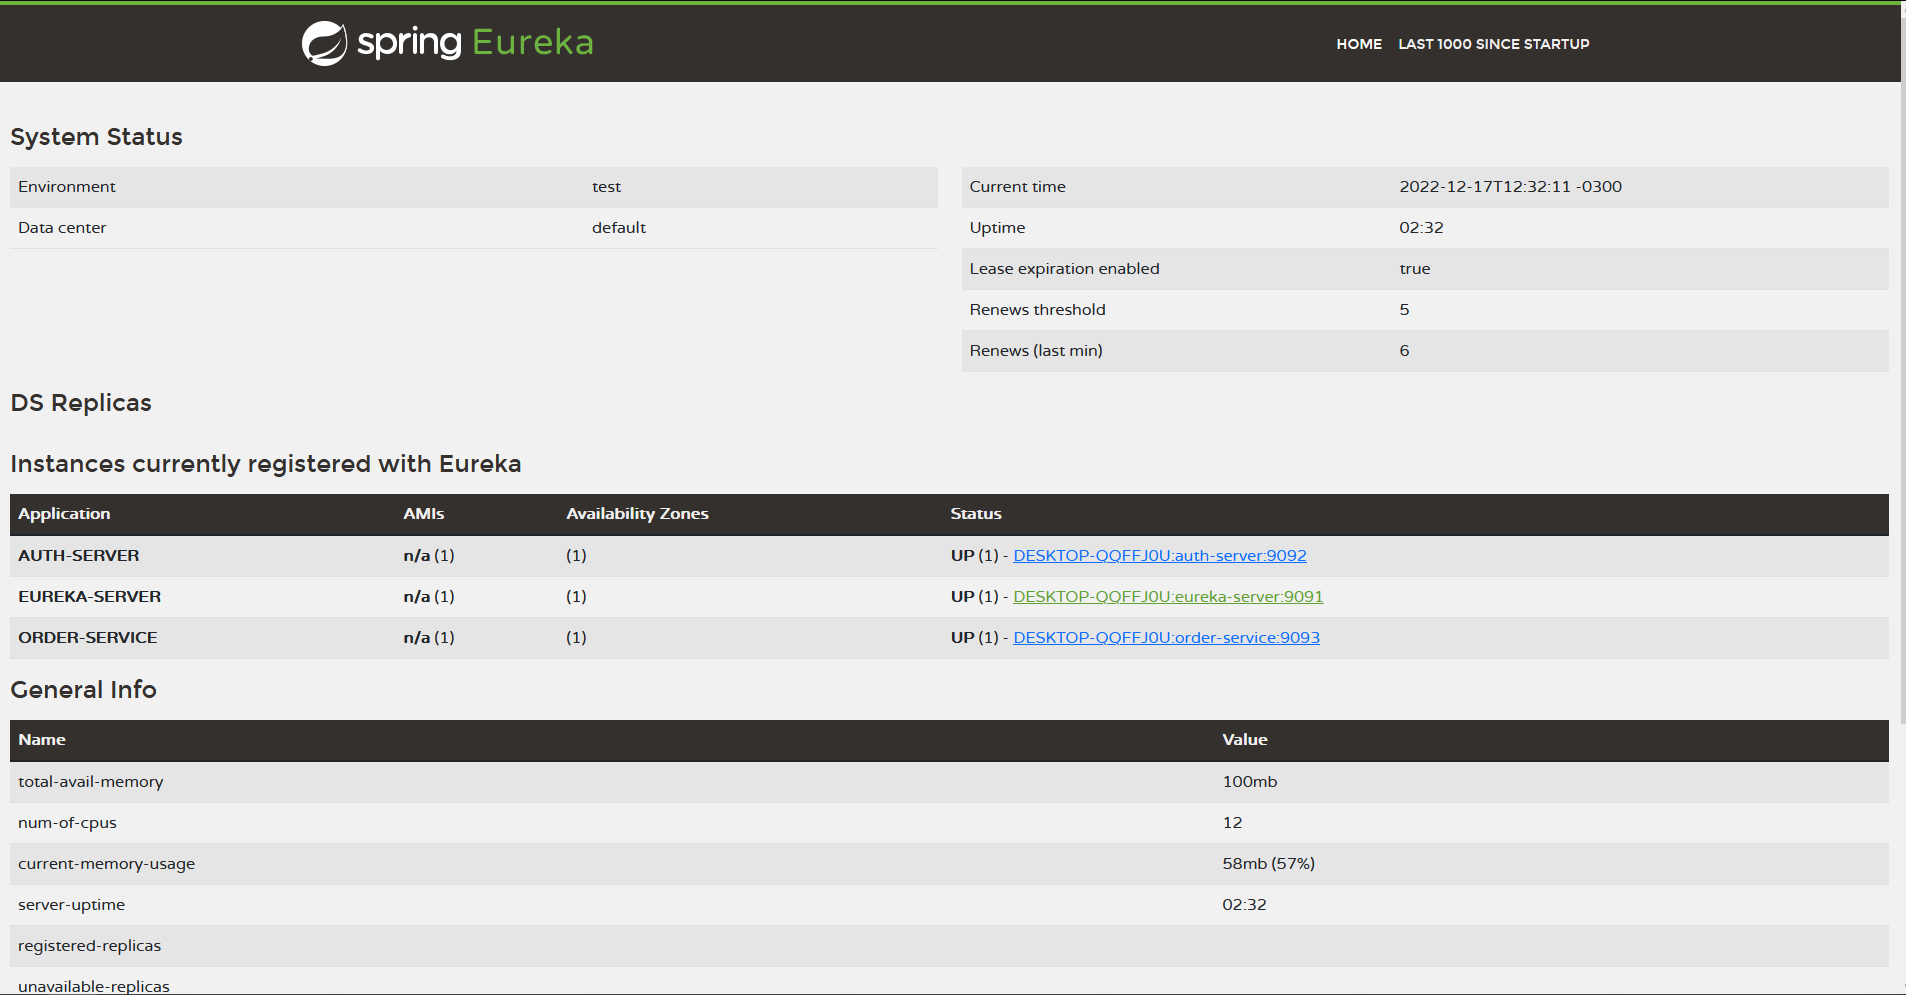 spring Eureka
HOME LAST 1000 SINCE STARTUP
System Status
Environment test
Data center default
Current time 2022-12-17T12:32:11 -0300
Uptime 02:32
Lease expiration enabled true
Renews threshold 5
Renews (last min) 6
DS Replicas
Instances currently registered with Eureka
Application AMIs Availability Zones Status
AUTH-SERVER n/a (1) (1) UP (1) - DESKTOP-QQFFJ0U:auth-server:9092
EUREKA-SERVER n/a (1) (1) UP (1) - DESKTOP-QQFFJ0U:eureka-server:9091
ORDER-SERVICE n/a (1) (1) UP (1) - DESKTOP-QQFFJ0U:order-service:9093
General Info
Name Value
total-avail-memory 100mb
num-of-cpus 12
current-memory-usage 58mb (57%)
server-uptime 02:32
registered-replicas
unavailable-replicas